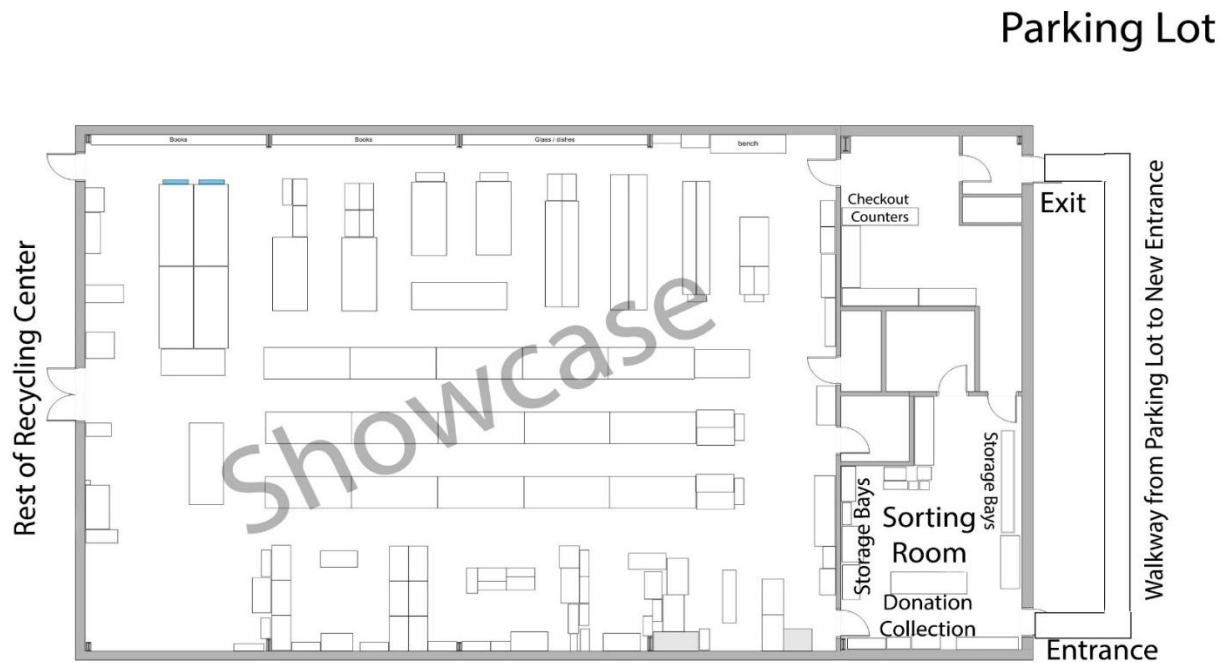 Parking Lot
Books
Books
Glass / dishes
bench
Checkout
Counters
Exit
Rest of Recycling Center
Showcase
Walkway from Parking Lot to New Entrance
Storage Bays
Storage Bays
Sorting
Room
Donation
Collection
Entrance